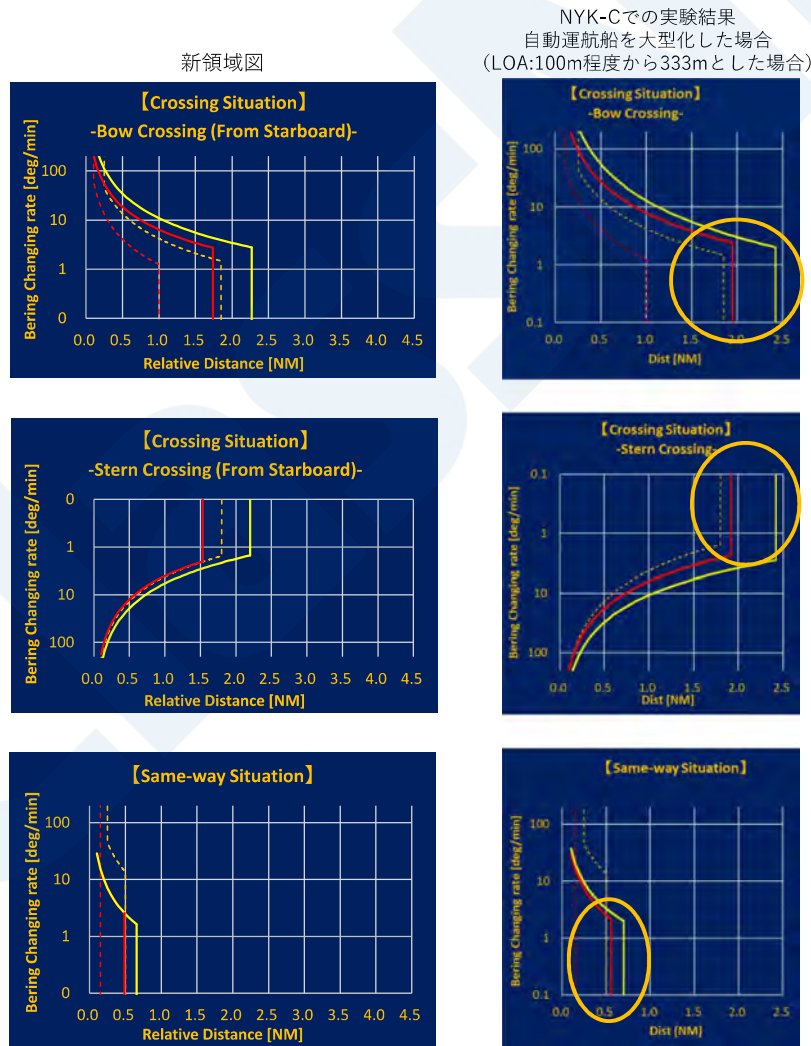 新領域図
NYK-Cでの実験結果
自動運航船を大型化した場合
(LOA:100m程度から333mとした場合)
【Crossing Situation】
-Bow Crossing (From Starboard)-
Bering Changing rate [deg/min]
100
10
1
0
0.0 0.5 1.0 1.5 2.0 2.5 3.0 3.5 4.0 4.5
Relative Distance [NM]
【Crossing Situation】
-Bow Crossing-
Bering Changing rate [deg/min]
100
10
1
0.1
0.0 0.5 1.0 1.5 2.0 2.5
Dist [NM]
【Crossing Situation】
-Stern Crossing (From Starboard)-
Bering Changing rate [deg/min]
0
1
10
100
0.0 0.5 1.0 1.5 2.0 2.5 3.0 3.5 4.0 4.5
Relative Distance [NM]
【Crossing Situation】
-Stern Crossing-
Bering Changing rate [deg/min]
0.1
1
10
100
0.0 0.5 1.0 1.5 2.0 2.5
Dist [NM]
【Same-way Situation】
Bering Changing rate [deg/min]
100
10
1
0
0.0 0.5 1.0 1.5 2.0 2.5 3.0 3.5 4.0 4.5
Relative Distance [NM]
【Same-way Situation】
Bering Changing rate [deg/min]
100
10
1
0.1
0.0 0.5 1.0 1.5 2.0 2.5
Dist [NM]